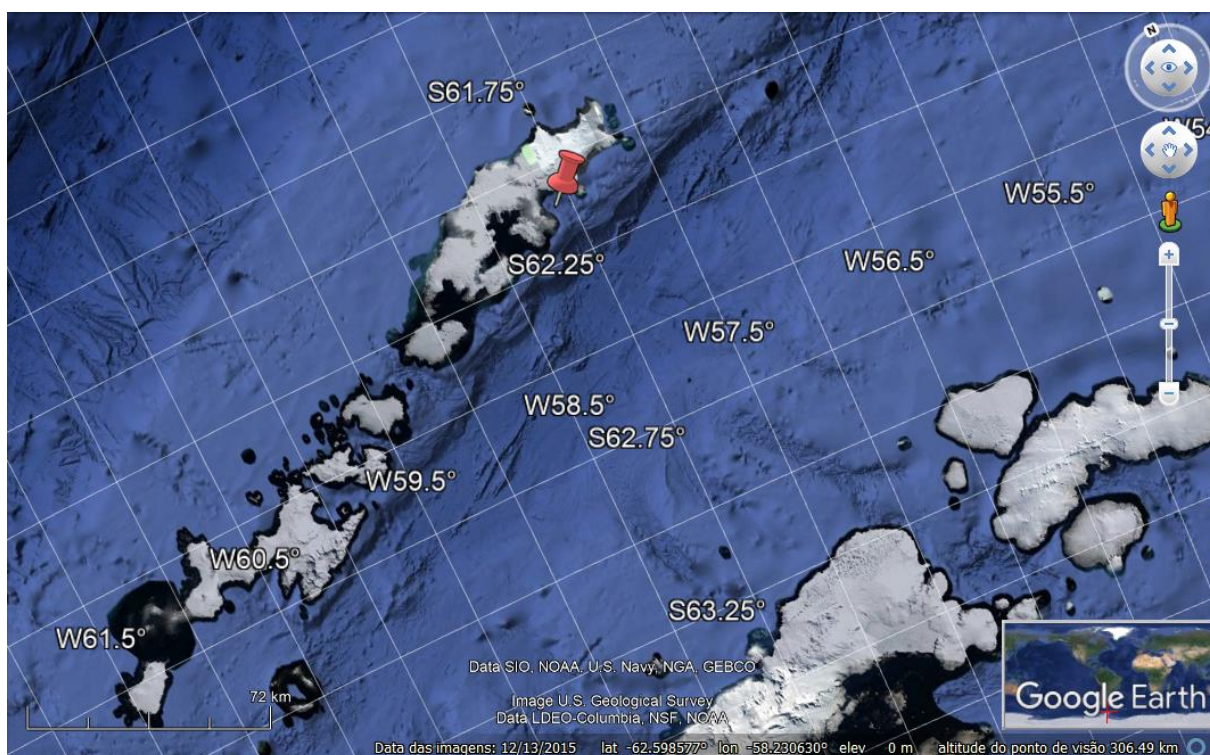 N
S61.75°
W54
W55.5°
S62.25°
W56.5°
W57.5°
W58.5°
S62.75°
W59.5°
W60.5°
S63.25°
W61.5°
Data SIO, NOAA, U.S. Navy, NGA, GEBCO
72 km
Image U.S. Geological Survey
Data LDEO-Columbia, NSF, NOAA
Google Earth
Data das imagens: 12/13/2015 lat -62.598577° lon -58.230630° elev 0 m altitude do ponto de visão 306.49 km